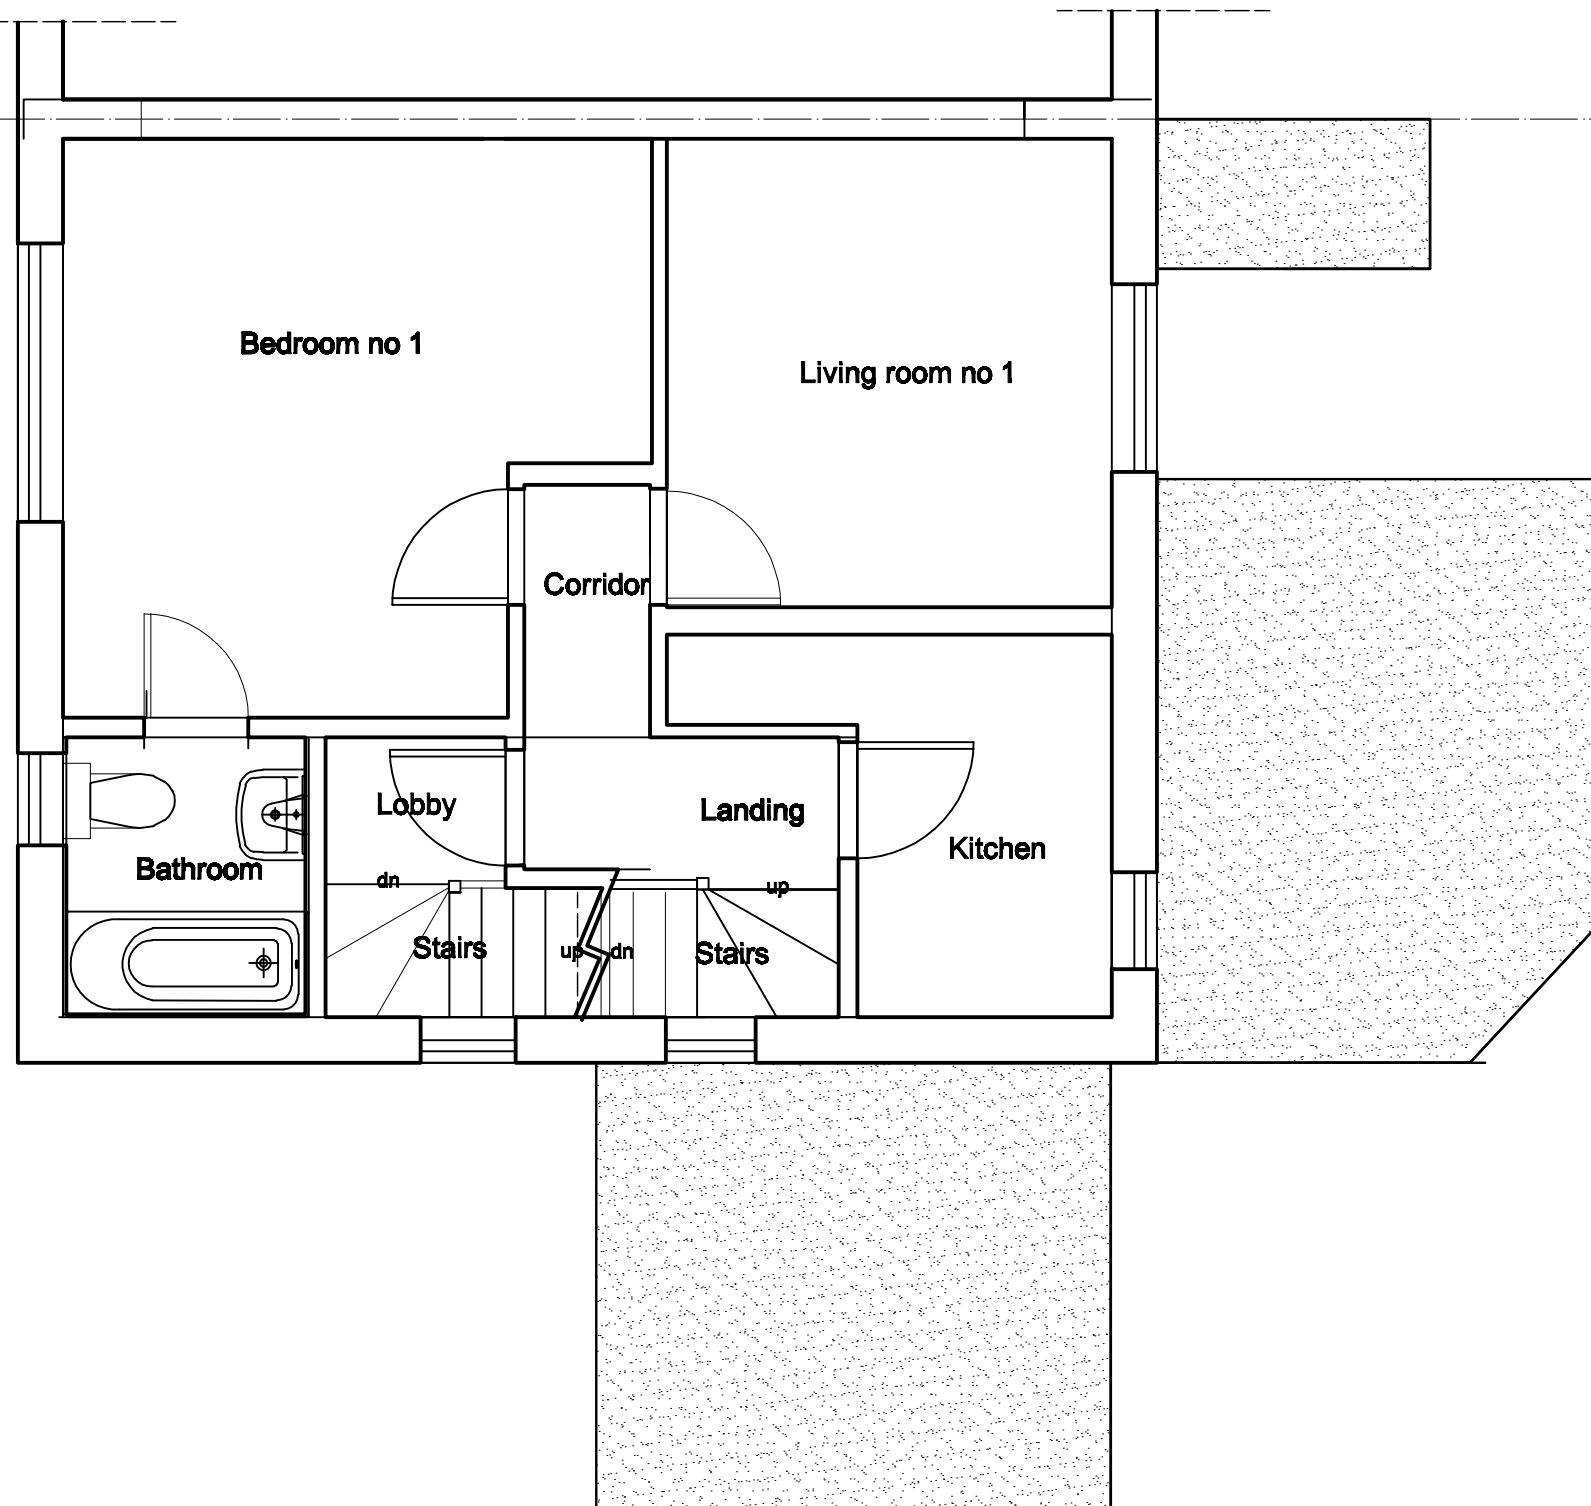 Bedroom no 1
Living room no 1
Corridor
Lobby
Landing
Kitchen
Bathroom
dn
up
Stairs
up
dn
Stairs